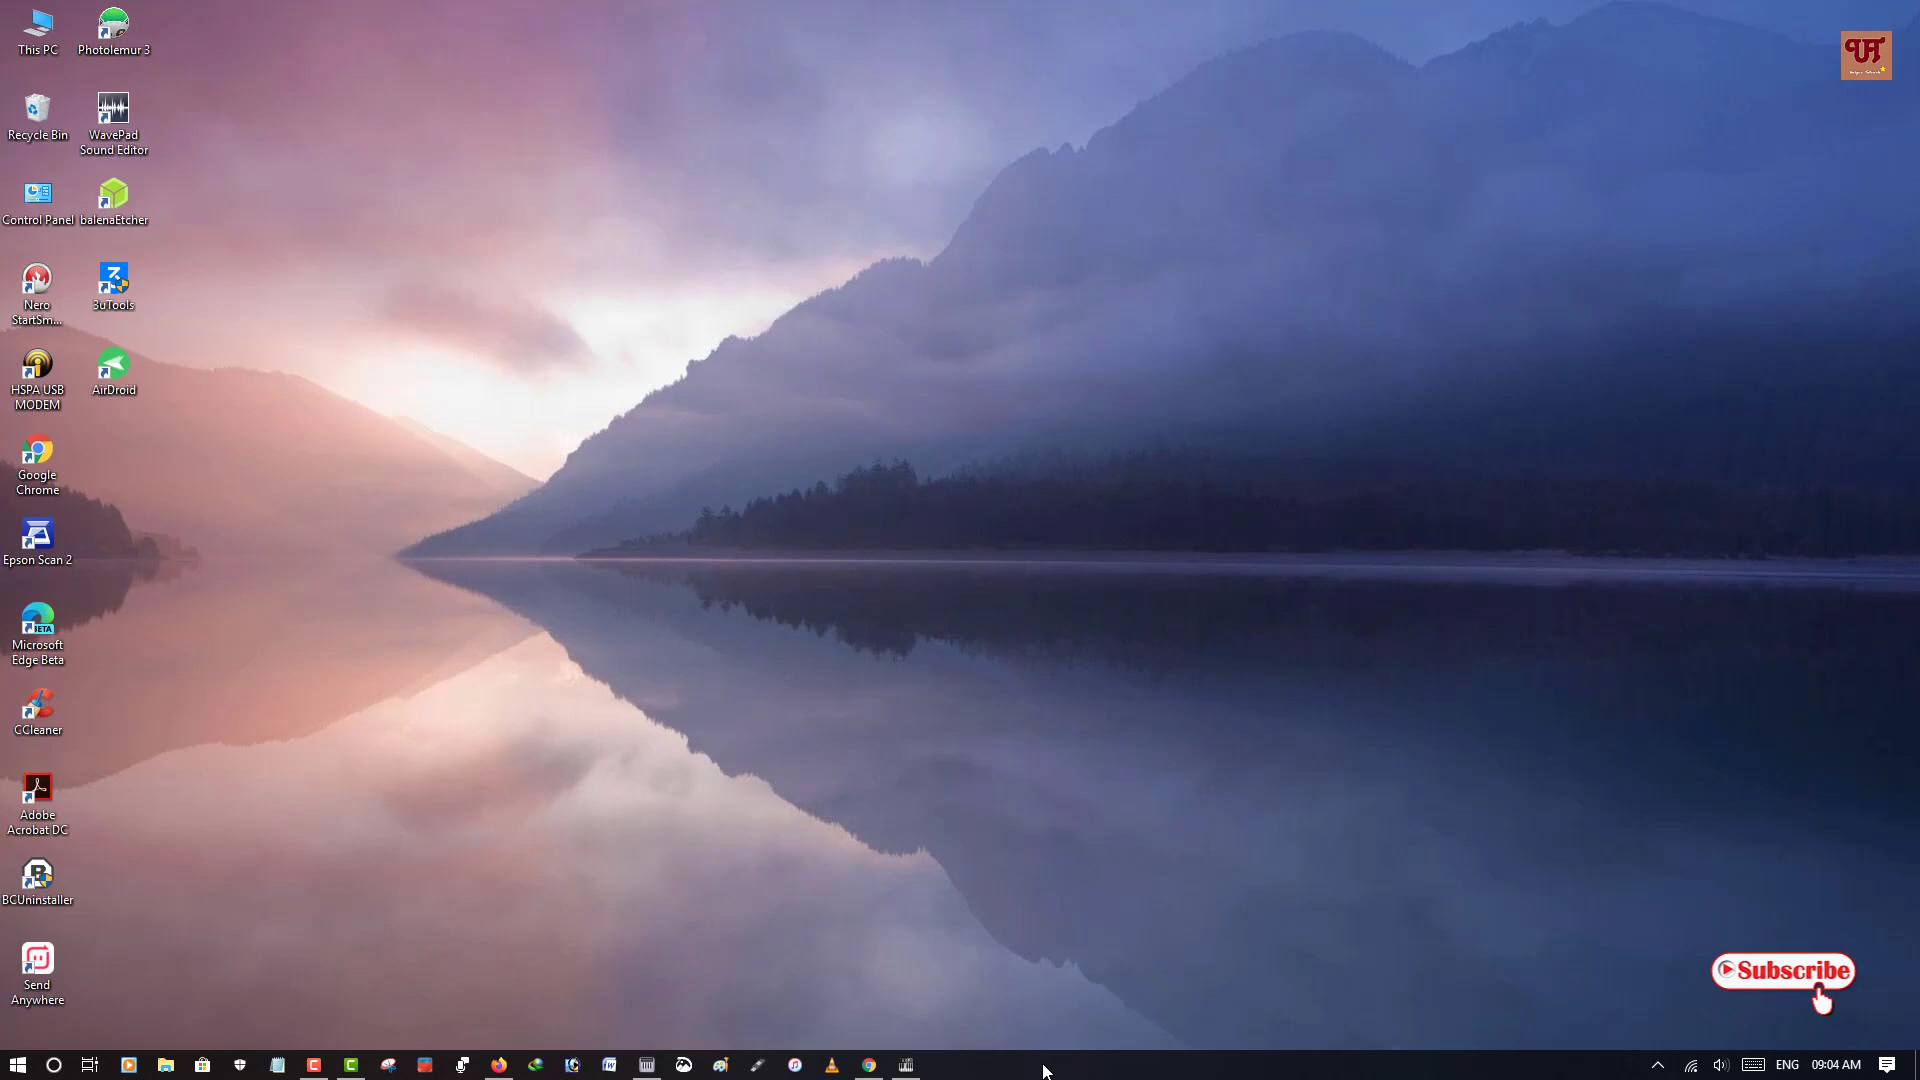 This PC
Photolemur 3
Recycle Bin
WavePad
Sound Editor
Control Panel
balenaEtcher
Nero
StartSm...
3uTools
HSPA USB
MODEM
AirDroid
Google
Chrome
Epson Scan 2
BETA
Microsoft
Edge Beta
CCleaner
Adobe
Acrobat DC
BCUninstaller
Send
Anywhere
Subscribe
ENG
09:04 AM